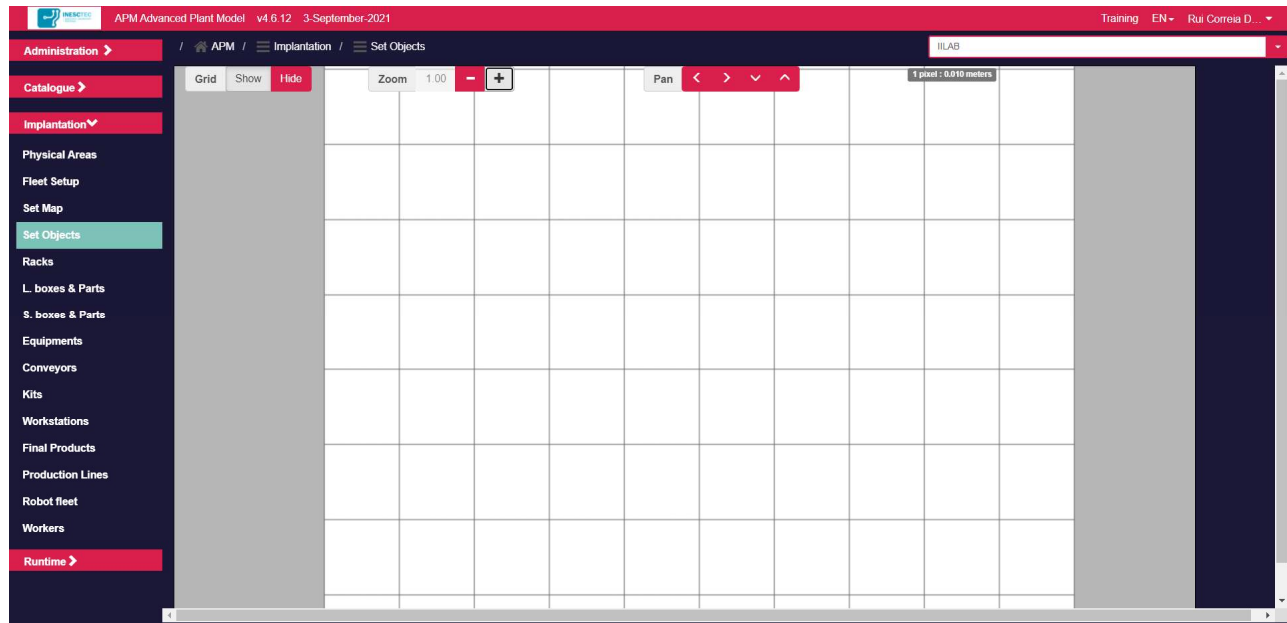 INESCTEC APM Advanced Plant Model v4.6.12 3-September-2021 Training EN Rui Correia D...
Administration / APM / Implantation / Set Objects IILAB
Catalogue Grid Show Hide Zoom 1.00 Pan 1 pixel : 0.010 meters
Implantation
Physical Areas
Fleet Setup
Set Map
Set Objects
Racks
L. boxes & Parts
S. boxes & Parts
Equipments
Conveyors
Kits
Workstations
Final Products
Production Lines
Robot fleet
Workers
Runtime